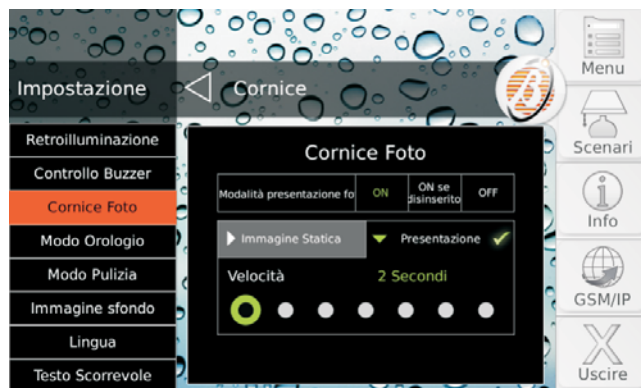 Impostazione
Cornice
Retroilluminazione
Controllo Buzzer
Cornice Foto
Modo Orologio
Modo Pulizia
Immagine sfondo
Lingua
Testo Scorrevole
Cornice Foto
Modalità presentazione fo
ON
ON se
disinserito
OFF
Immagine Statica
Presentazione
Velocità
2 Secondi
Menu
Scenari
Info
GSM/IP
Uscire